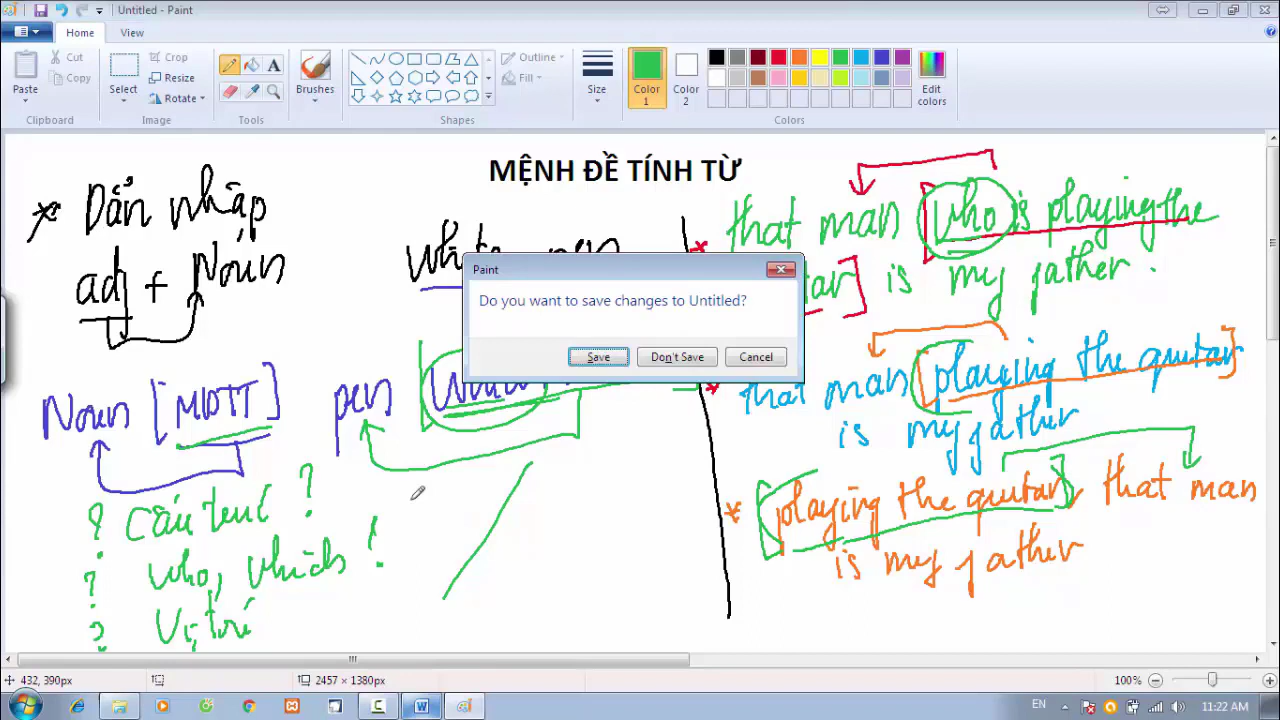 Untitled - Paint
Home
View
Paste
Cut
Copy
Clipboard
Select
Crop
Resize
Rotate
Image
Tools
Brushes
Outline
Fill
Shapes
Size
Color 1
Color 2
Edit colors
Colors
MỆNH ĐỀ TÍNH TỪ
* Dẩn nhập
adj + Noun
white pen
Noun [MĐTT]
pen
? Cấu trúc ?
? who, which !
? Vị trí
* that man [who is playing the
guitar] is my father.
* that man [playing the guitar]
is my father
* [playing the guitar], that man
is my father
Paint
Do you want to save changes to Untitled?
Save
Don't Save
Cancel
432, 390px
2457 × 1380px
100%
EN
11:22 AM